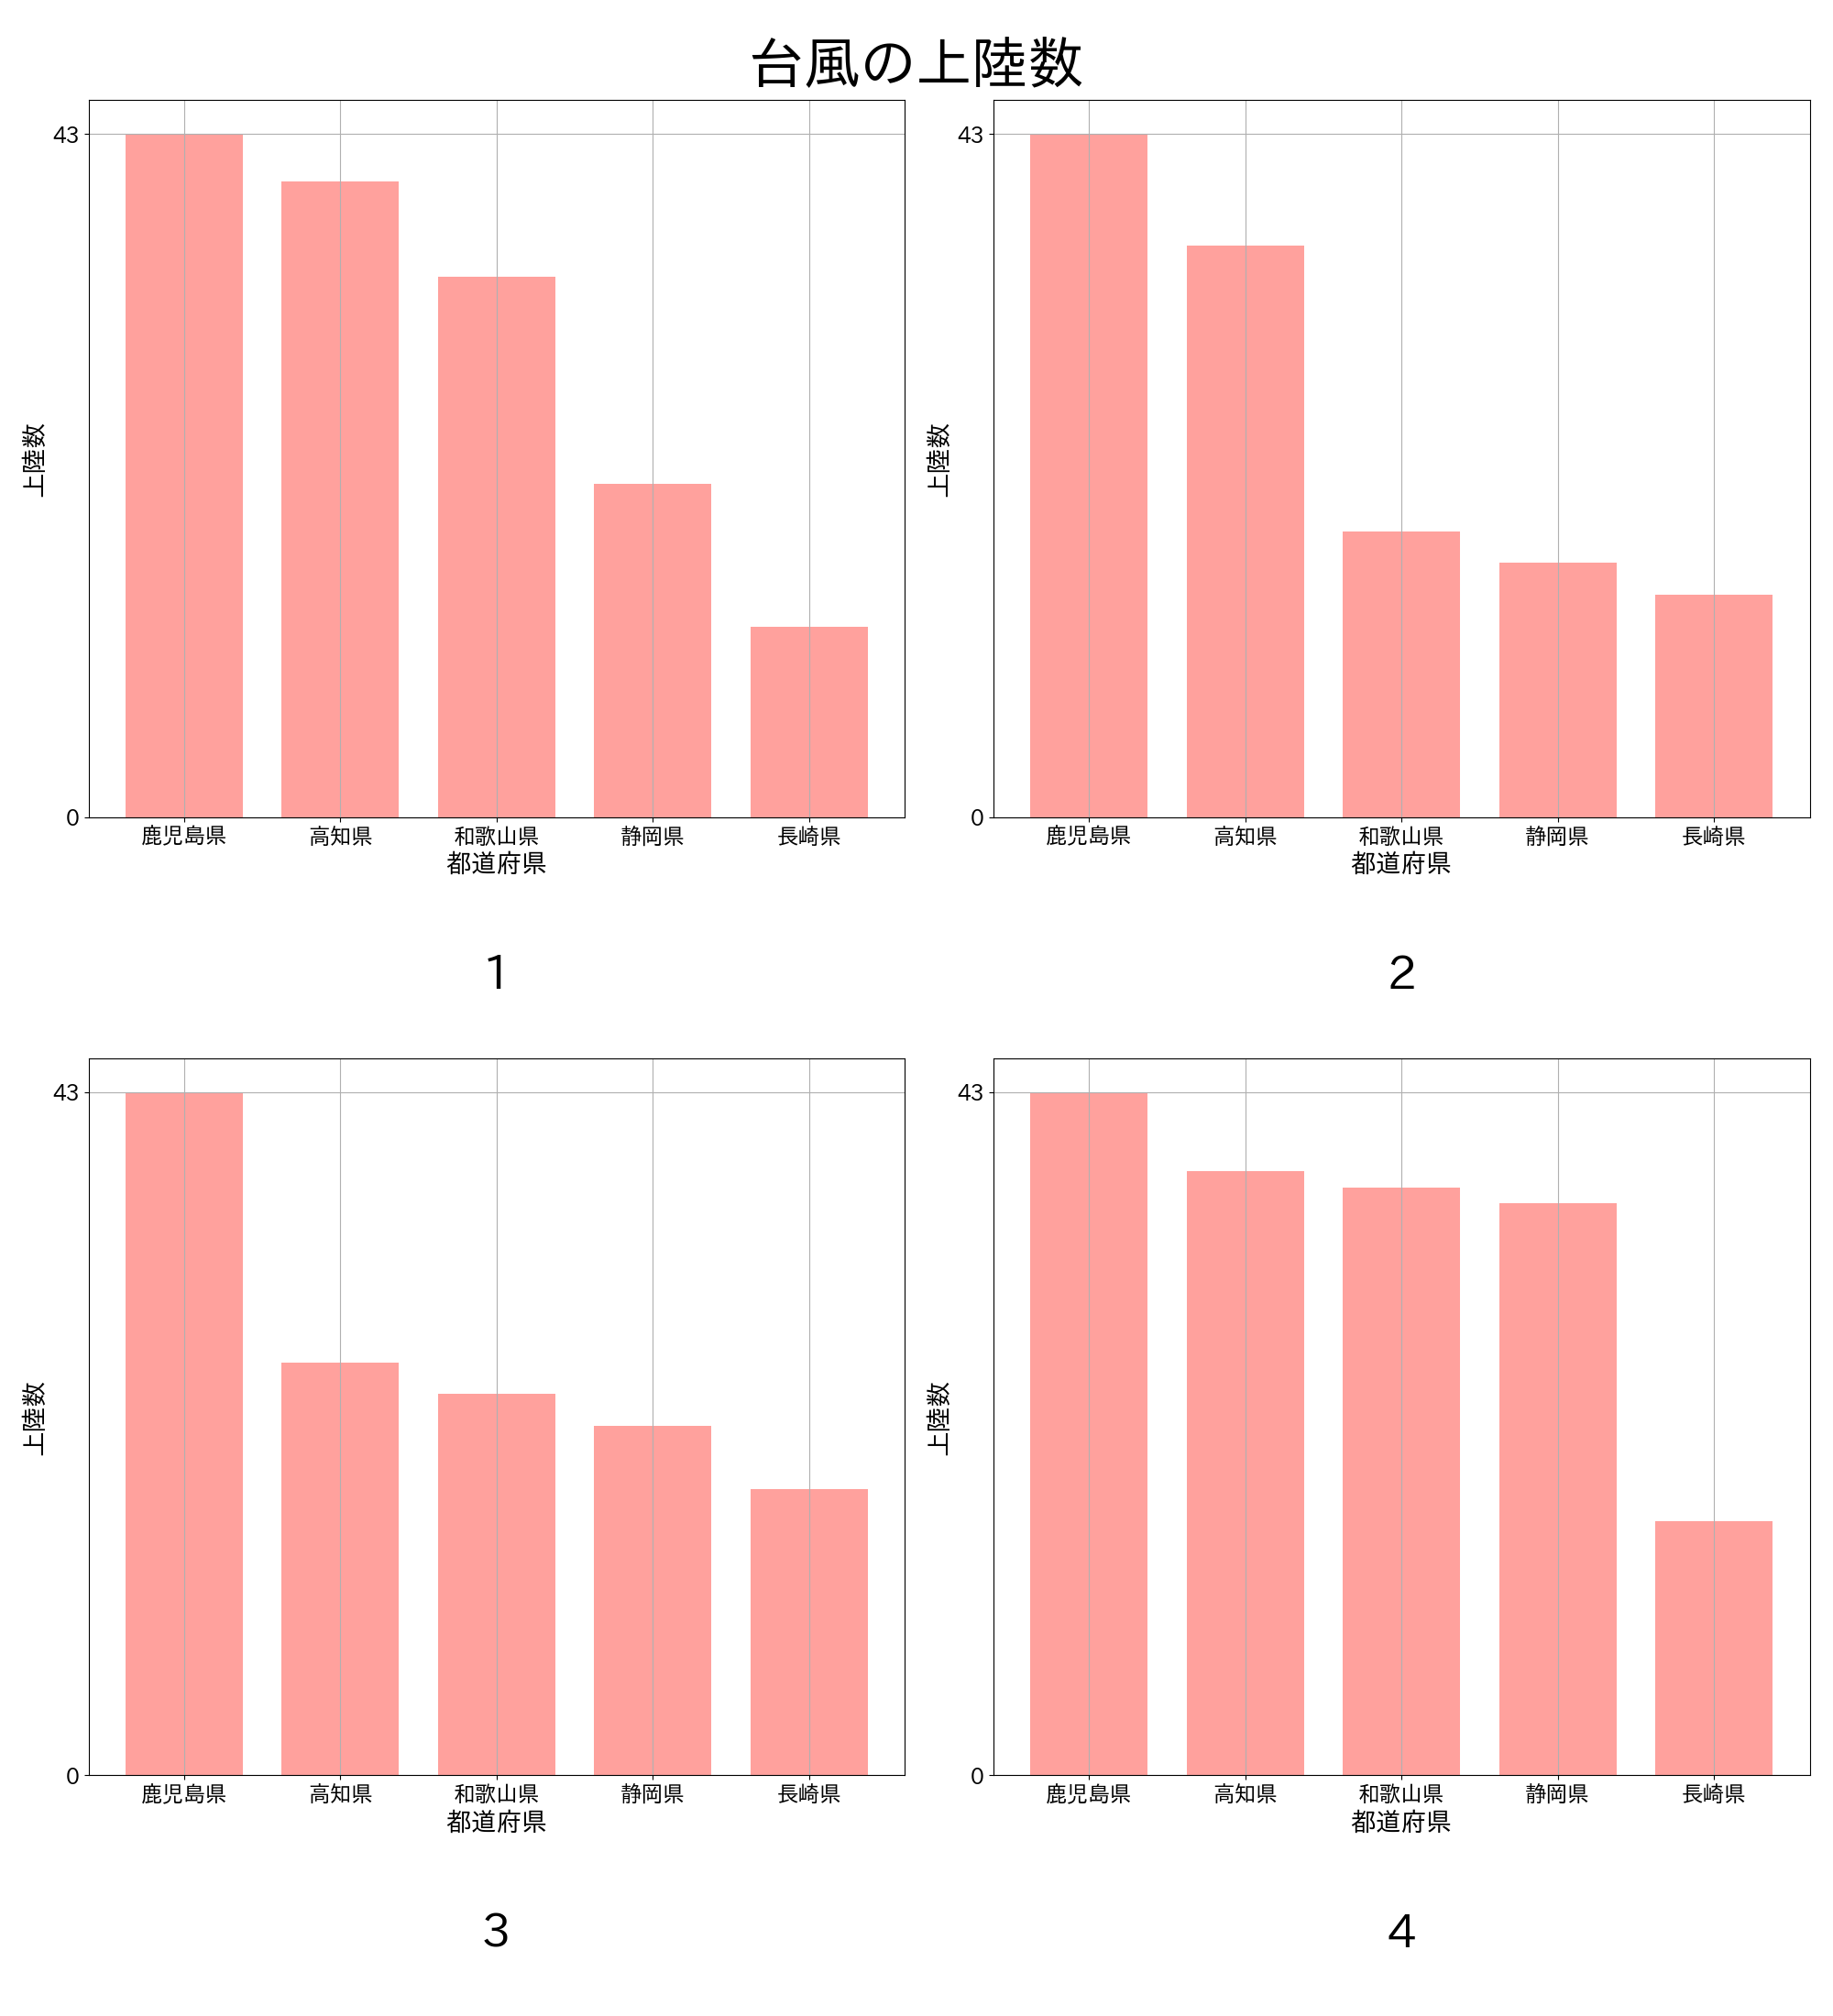 台風の上陸数
43
0
上陸数
鹿児島県 高知県 和歌山県 静岡県 長崎県
都道府県
1
43
0
上陸数
鹿児島県 高知県 和歌山県 静岡県 長崎県
都道府県
2
43
0
上陸数
鹿児島県 高知県 和歌山県 静岡県 長崎県
都道府県
3
43
0
上陸数
鹿児島県 高知県 和歌山県 静岡県 長崎県
都道府県
4